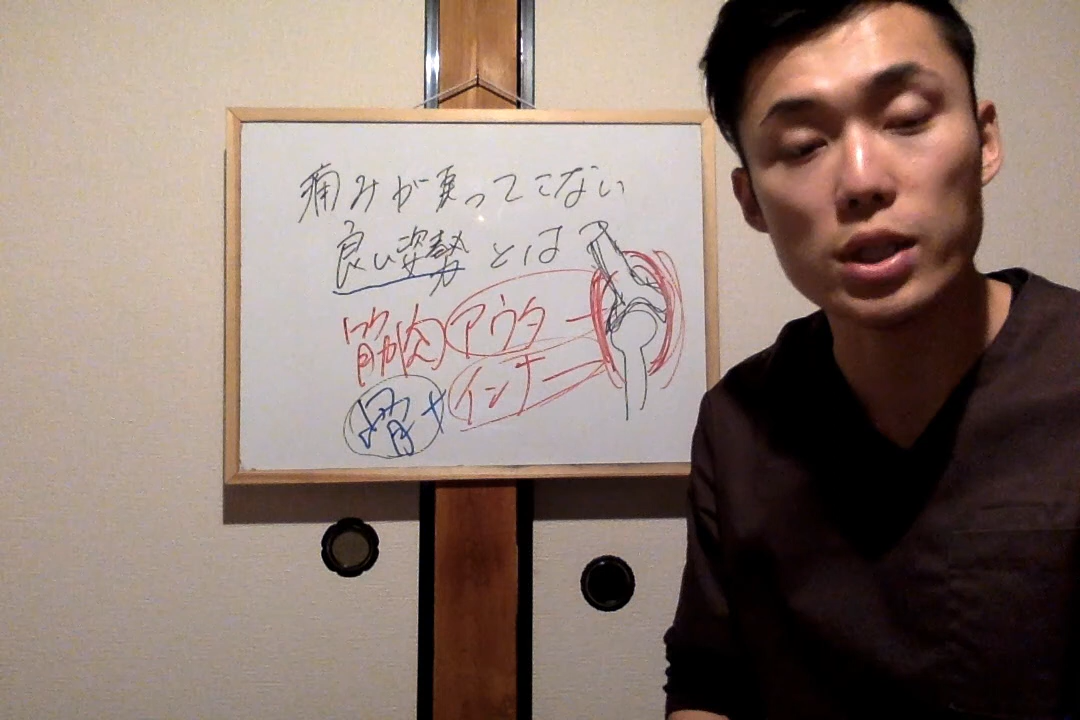 痛みが乗ってこない
良い姿勢とは?
筋肉 アウター
骨 + インナー